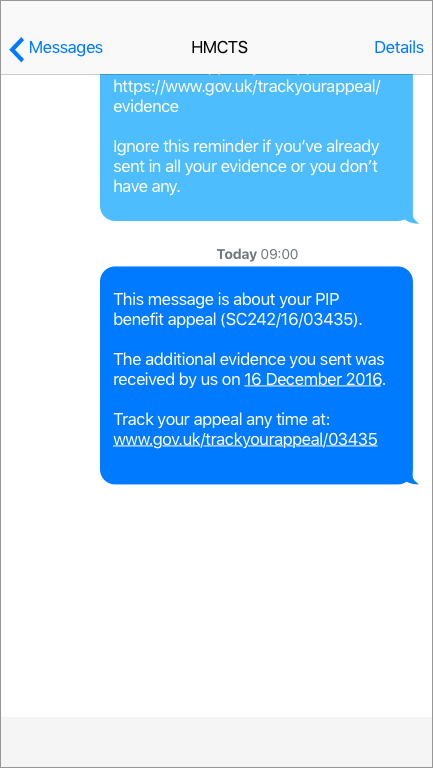 Messages
HMCTS
Details
https://www.gov.uk/trackyourappeal/
evidence
Ignore this reminder if you’ve already
sent in all your evidence or you don’t
have any.
Today 09:00
This message is about your PIP
benefit appeal (SC242/16/03435).
The additional evidence you sent was
received by us on 16 December 2016.
Track your appeal any time at:
www.gov.uk/trackyourappeal/03435